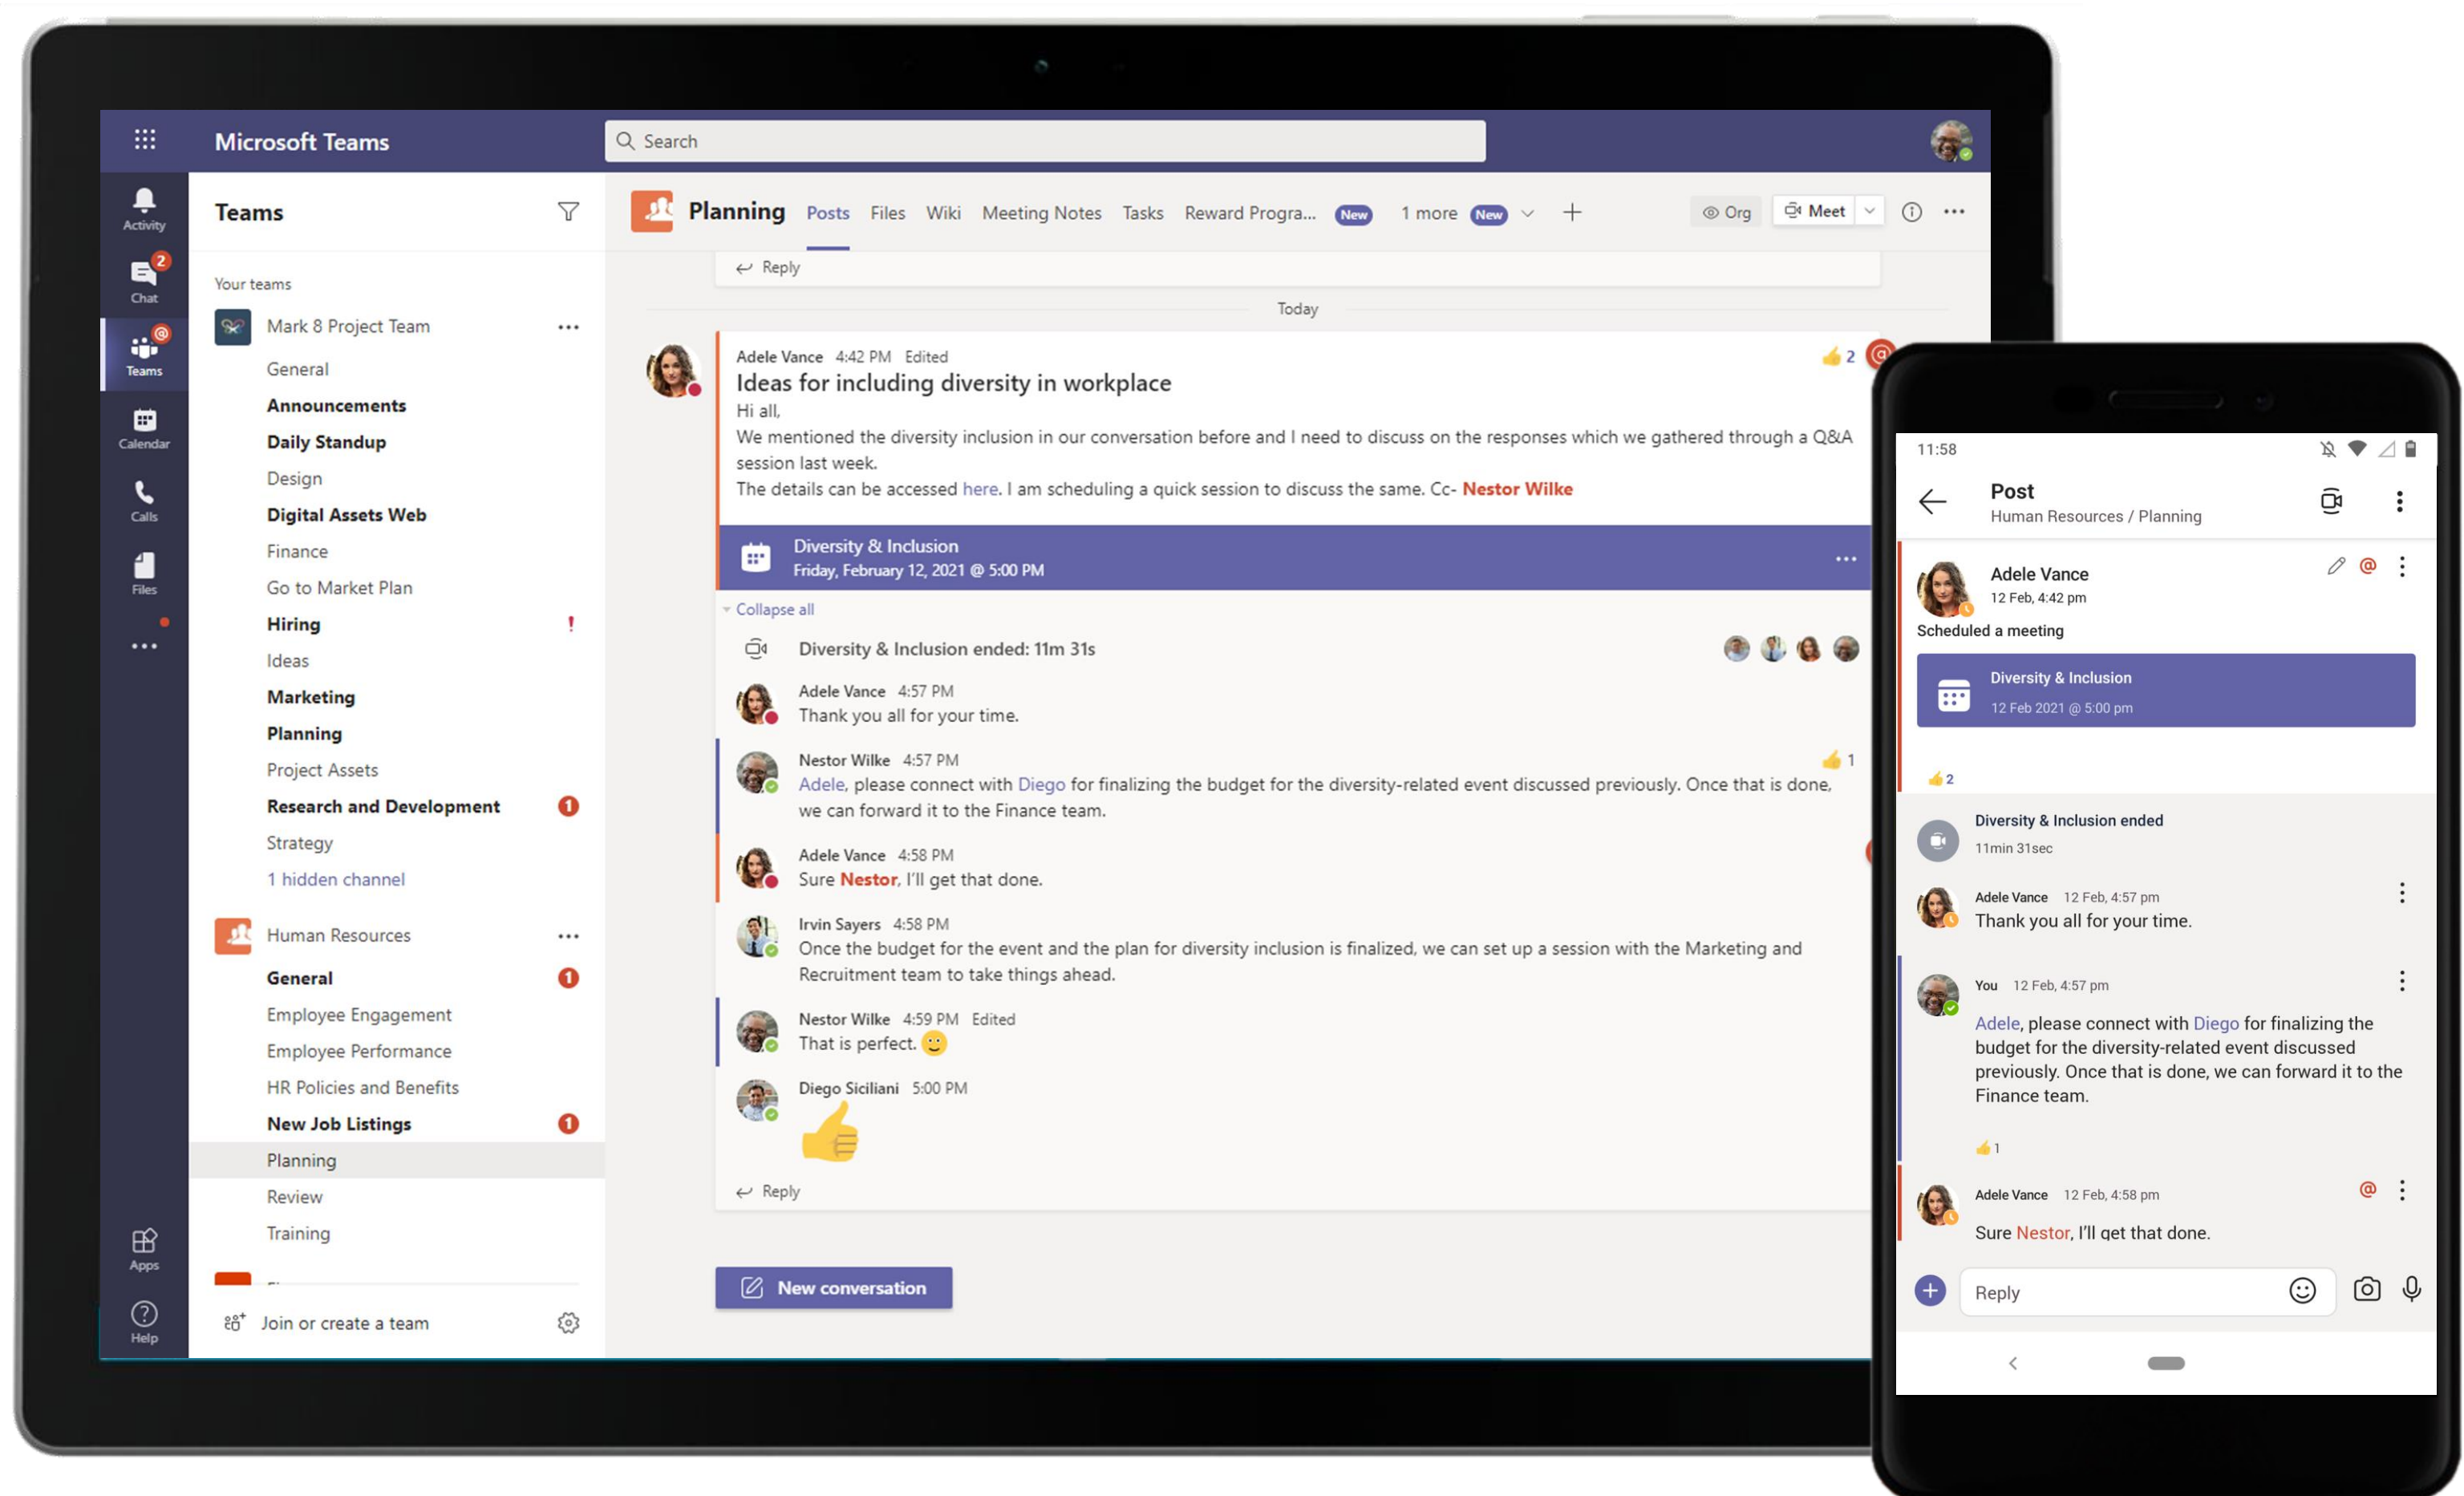 Microsoft Teams
Search
Activity
2
Chat
Teams
Calendar
Calls
Files
Apps
Help
Teams
Your teams
Mark 8 Project Team
General
Announcements
Daily Standup
Design
Digital Assets Web
Finance
Go to Market Plan
Hiring !
Ideas
Marketing
Planning
Project Assets
Research and Development 1
Strategy
1 hidden channel
Human Resources
General 1
Employee Engagement
Employee Performance
HR Policies and Benefits
New Job Listings 1
Planning
Review
Training
Join or create a team
Planning Posts Files Wiki Meeting Notes Tasks Reward Progra... New 1 more New Org Meet
Reply
Today
Adele Vance 4:42 PM Edited 2 @
Ideas for including diversity in workplace
Hi all,
We mentioned the diversity inclusion in our conversation before and I need to discuss on the responses which we gathered through a Q&A
session last week.
The details can be accessed here. I am scheduling a quick session to discuss the same. Cc- Nestor Wilke
Diversity & Inclusion
Friday, February 12, 2021 @ 5:00 PM
Collapse all
Diversity & Inclusion ended: 11m 31s
Adele Vance 4:57 PM
Thank you all for your time.
Nestor Wilke 4:57 PM 1
Adele, please connect with Diego for finalizing the budget for the diversity-related event discussed previously. Once that is done,
we can forward it to the Finance team.
Adele Vance 4:58 PM
Sure Nestor, I'll get that done.
Irvin Sayers 4:58 PM
Once the budget for the event and the plan for diversity inclusion is finalized, we can set up a session with the Marketing and
Recruitment team to take things ahead.
Nestor Wilke 4:59 PM Edited
That is perfect.
Diego Siciliani 5:00 PM
Reply
New conversation
11:58
Post
Human Resources / Planning
Adele Vance @
12 Feb, 4:42 pm
Scheduled a meeting
Diversity & Inclusion
12 Feb 2021 @ 5:00 pm
2
Diversity & Inclusion ended
11min 31sec
Adele Vance 12 Feb, 4:57 pm
Thank you all for your time.
You 12 Feb, 4:57 pm
Adele, please connect with Diego for finalizing the
budget for the diversity-related event discussed
previously. Once that is done, we can forward it to the
Finance team.
1
Adele Vance 12 Feb, 4:58 pm @
Sure Nestor, I'll get that done.
Reply